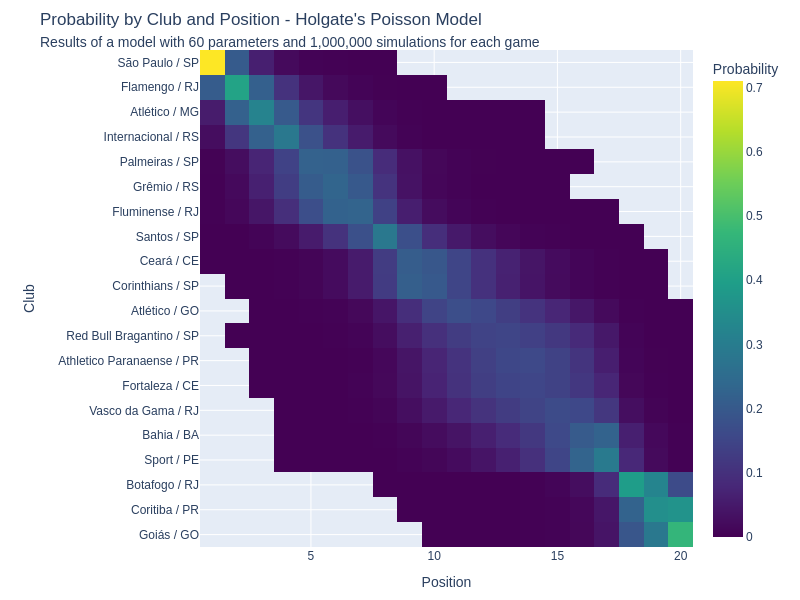 Probability by Club and Position - Holgate's Poisson Model
Results of a model with 60 parameters and 1,000,000 simulations for each game
Probability
São Paulo / SP
Flamengo / RJ
Atlético / MG
Internacional / RS
Palmeiras / SP
Grêmio / RS
Fluminense / RJ
Santos / SP
Ceará / CE
Corinthians / SP
Atlético / GO
Red Bull Bragantino / SP
Athletico Paranaense / PR
Fortaleza / CE
Vasco da Gama / RJ
Bahia / BA
Sport / PE
Botafogo / RJ
Coritiba / PR
Goiás / GO
Club
5
10
15
20
Position
0.7
0.6
0.5
0.4
0.3
0.2
0.1
0